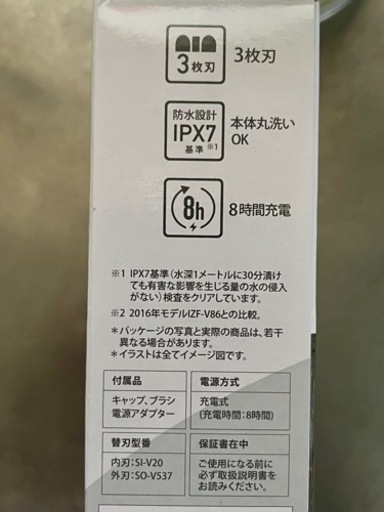 3枚刃
3枚刃
防水設計
IPX7
基準 ※1
本体丸洗い
OK
8h
8時間充電
※1 IPX7基準(水深1メートルに30分漬け
ても有害な影響を生じる量の水の侵入
がない)検査をクリアしています。
※2 2016年モデルIZF-V86との比較。
*パッケージの写真と実際の商品は、若干
異なる場合があります。
*イラストは全てイメージ図です。
付属品
キャップ、ブラシ
電源アダプター
電源方式
充電式
(充電時間:8時間)
替刃型番
内刃:SI-V20
外刃:SO-V537
保証書在中
ご使用になる前に
必ず取扱説明書を
お読みください。